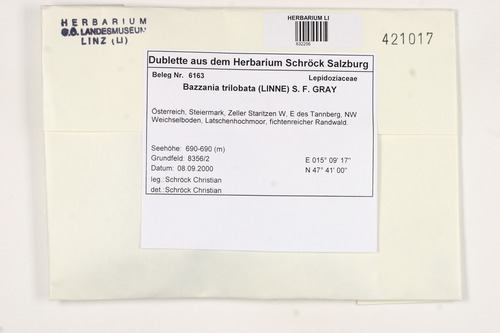 HERBARIUM
O.Ö. LANDESMUSEUM
LINZ (LI)
HERBARIUM LI
632256
421017
Dublette aus dem Herbarium Schröck Salzburg
Beleg Nr. 6163 Lepidoziaceae
Bazzania trilobata (LINNE) S. F. GRAY
Österreich, Steiermark, Zeller Staritzen W, E des Tannberg, NW
Weichselboden, Latschenhochmoor, fichtenreicher Randwald.
Seehöhe: 690-690 (m)
Grundfeld: 8356/2 E 015° 09' 17"
Datum: 08.09.2000 N 47° 41' 00"
leg.:Schröck Christian
det.:Schröck Christian